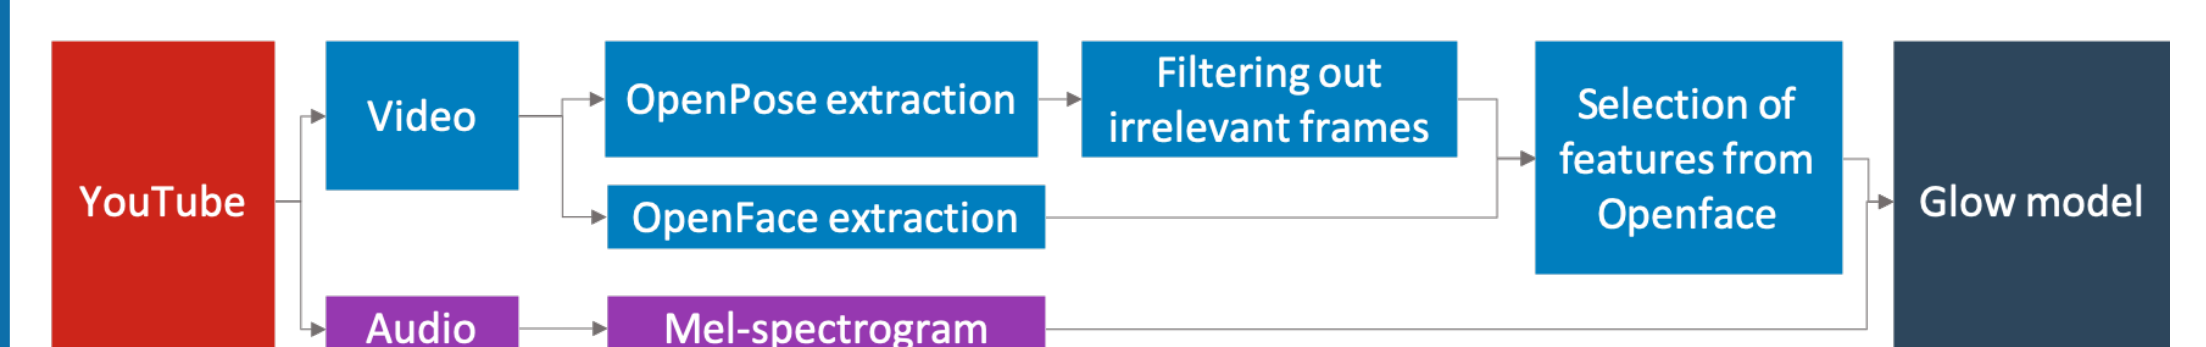 YouTube
Video
OpenPose extraction
Filtering out
irrelevant frames
OpenFace extraction
Selection of
features from
Openface
Glow model
Audio
Mel-spectrogram